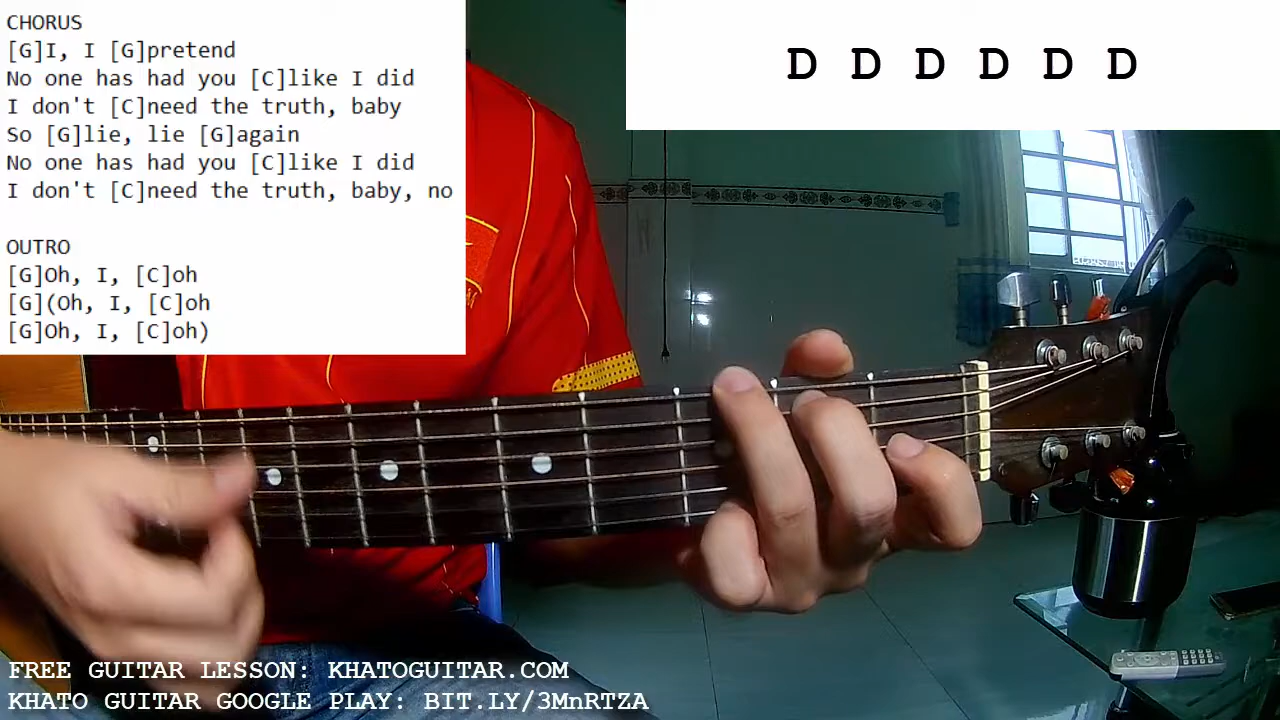 CHORUS
[G]I, I [G]pretend
No one has had you [C]like I did
I don't [C]need the truth, baby
So [G]lie, lie [G]again
No one has had you [C]like I did
I don't [C]need the truth, baby, no
OUTRO
[G]Oh, I, [C]oh
[G](Oh, I, [C]oh
[G]Oh, I, [C]oh)
D D D D D D
FREE GUITAR LESSON: KHATOGUITAR.COM
KHATO GUITAR GOOGLE PLAY: BIT.LY/3MnRTZA